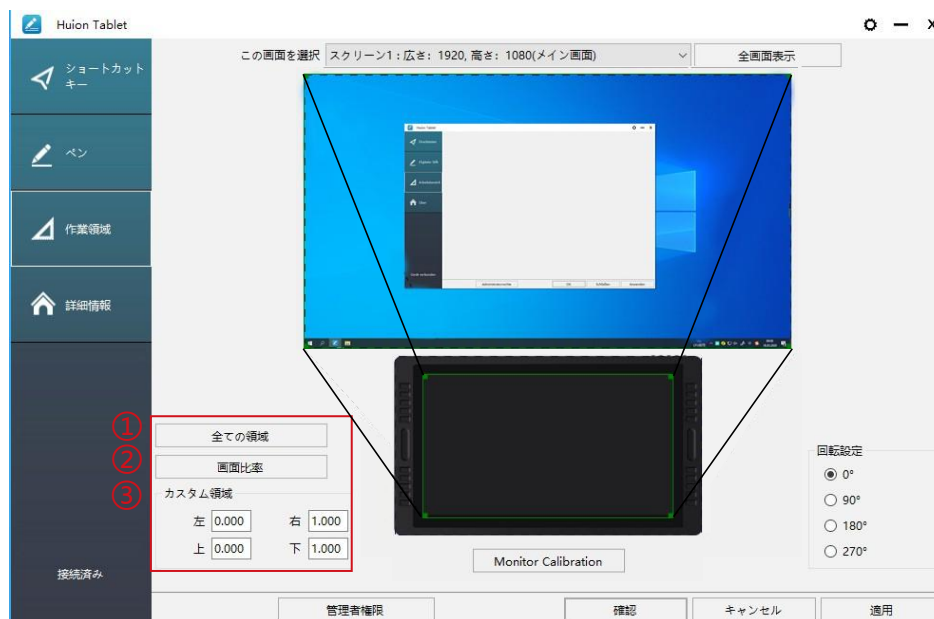 Huion Tablet
この画面を選択 スクリーン1：広さ：1920, 高さ：1080(メイン画面) 全画面表示
ショートカット
キー
ペン
作業領域
詳細情報
接続済み
Huion Tablet
① 全ての領域
② 画面比率
③ カスタム領域
左 0.000 右 1.000
上 0.000 下 1.000
Monitor Calibration
回転設定
0°
90°
180°
270°
管理者権限 確認 キャンセル 適用